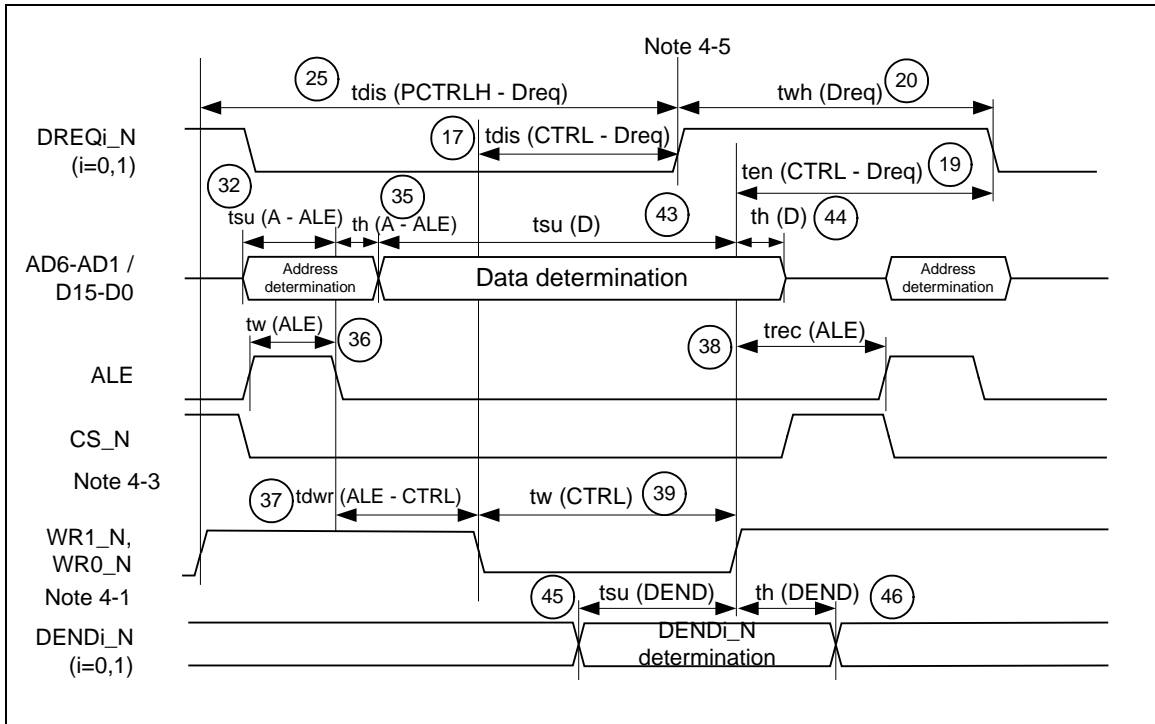 Note 4-5
25
tdis (PCTRLH - Dreq)
twh (Dreq)
20
DREQi_N
(i=0,1)
17
tdis (CTRL - Dreq)
ten (CTRL - Dreq)
19
32
35
43
44
tsu (A - ALE)
th (A - ALE)
tsu (D)
th (D)
AD6-AD1 /
D15-D0
Address
determination
Data determination
Address
determination
tw (ALE)
36
38
trec (ALE)
ALE
CS_N
Note 4-3
37
tdwr (ALE - CTRL)
tw (CTRL)
39
WR1_N,
WR0_N
Note 4-1
45
tsu (DEND)
th (DEND)
46
DENDi_N
(i=0,1)
DENDi_N
determination